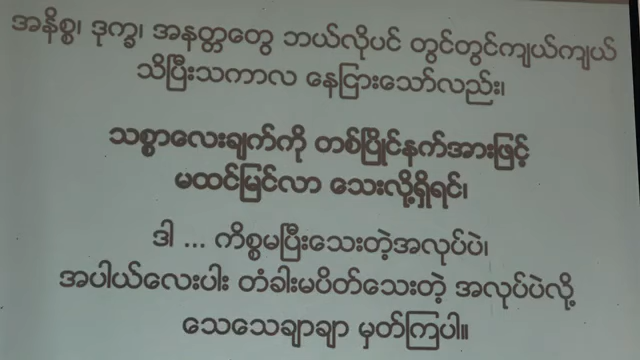 အနိစ္စ၊ ဒုက္ခ၊ အနတ္တတွေ ဘယ်လိုပင် တွင်တွင်ကျယ်ကျယ်
သိပြီးသကာလ နေငြားသော်လည်း၊
သစ္စာလေးချက်ကို တစ်ပြိုင်နက်အားဖြင့်
မထင်မြင်လာ သေးလို့ရှိရင်၊
ဒါ ... ကိစ္စမပြီးသေးတဲ့အလုပ်ပဲ၊
အပါယ်လေးပါး တံခါးမပိတ်သေးတဲ့ အလုပ်ပဲလို့
သေသေချာချာ မှတ်ကြပါ။